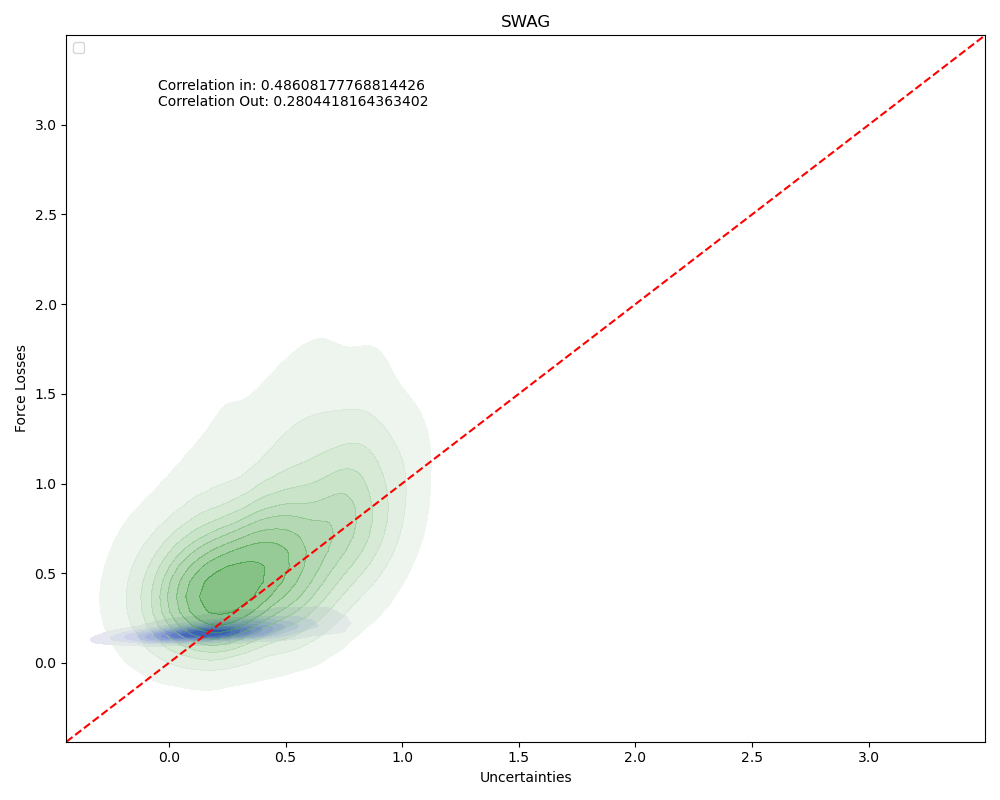 SWAG
Correlation in: 0.48608177768814426
Correlation Out: 0.2804418164363402
Force Losses
3.0
2.5
2.0
1.5
1.0
0.5
0.0
0.0 0.5 1.0 1.5 2.0 2.5 3.0
Uncertainties